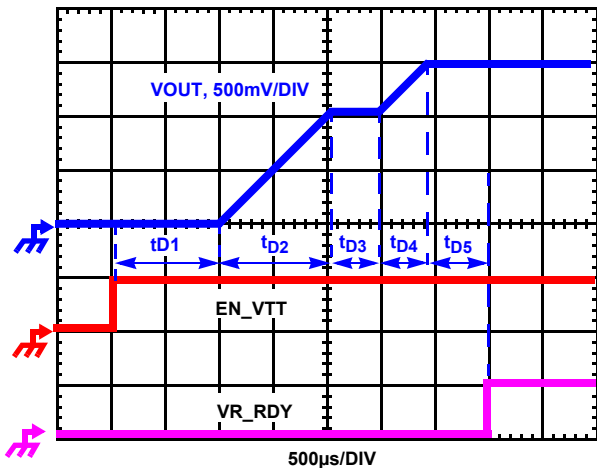 VOUT, 500mV/DIV
tD1 tD2 tD3 tD4 tD5
EN_VTT
VR_RDY
500µs/DIV